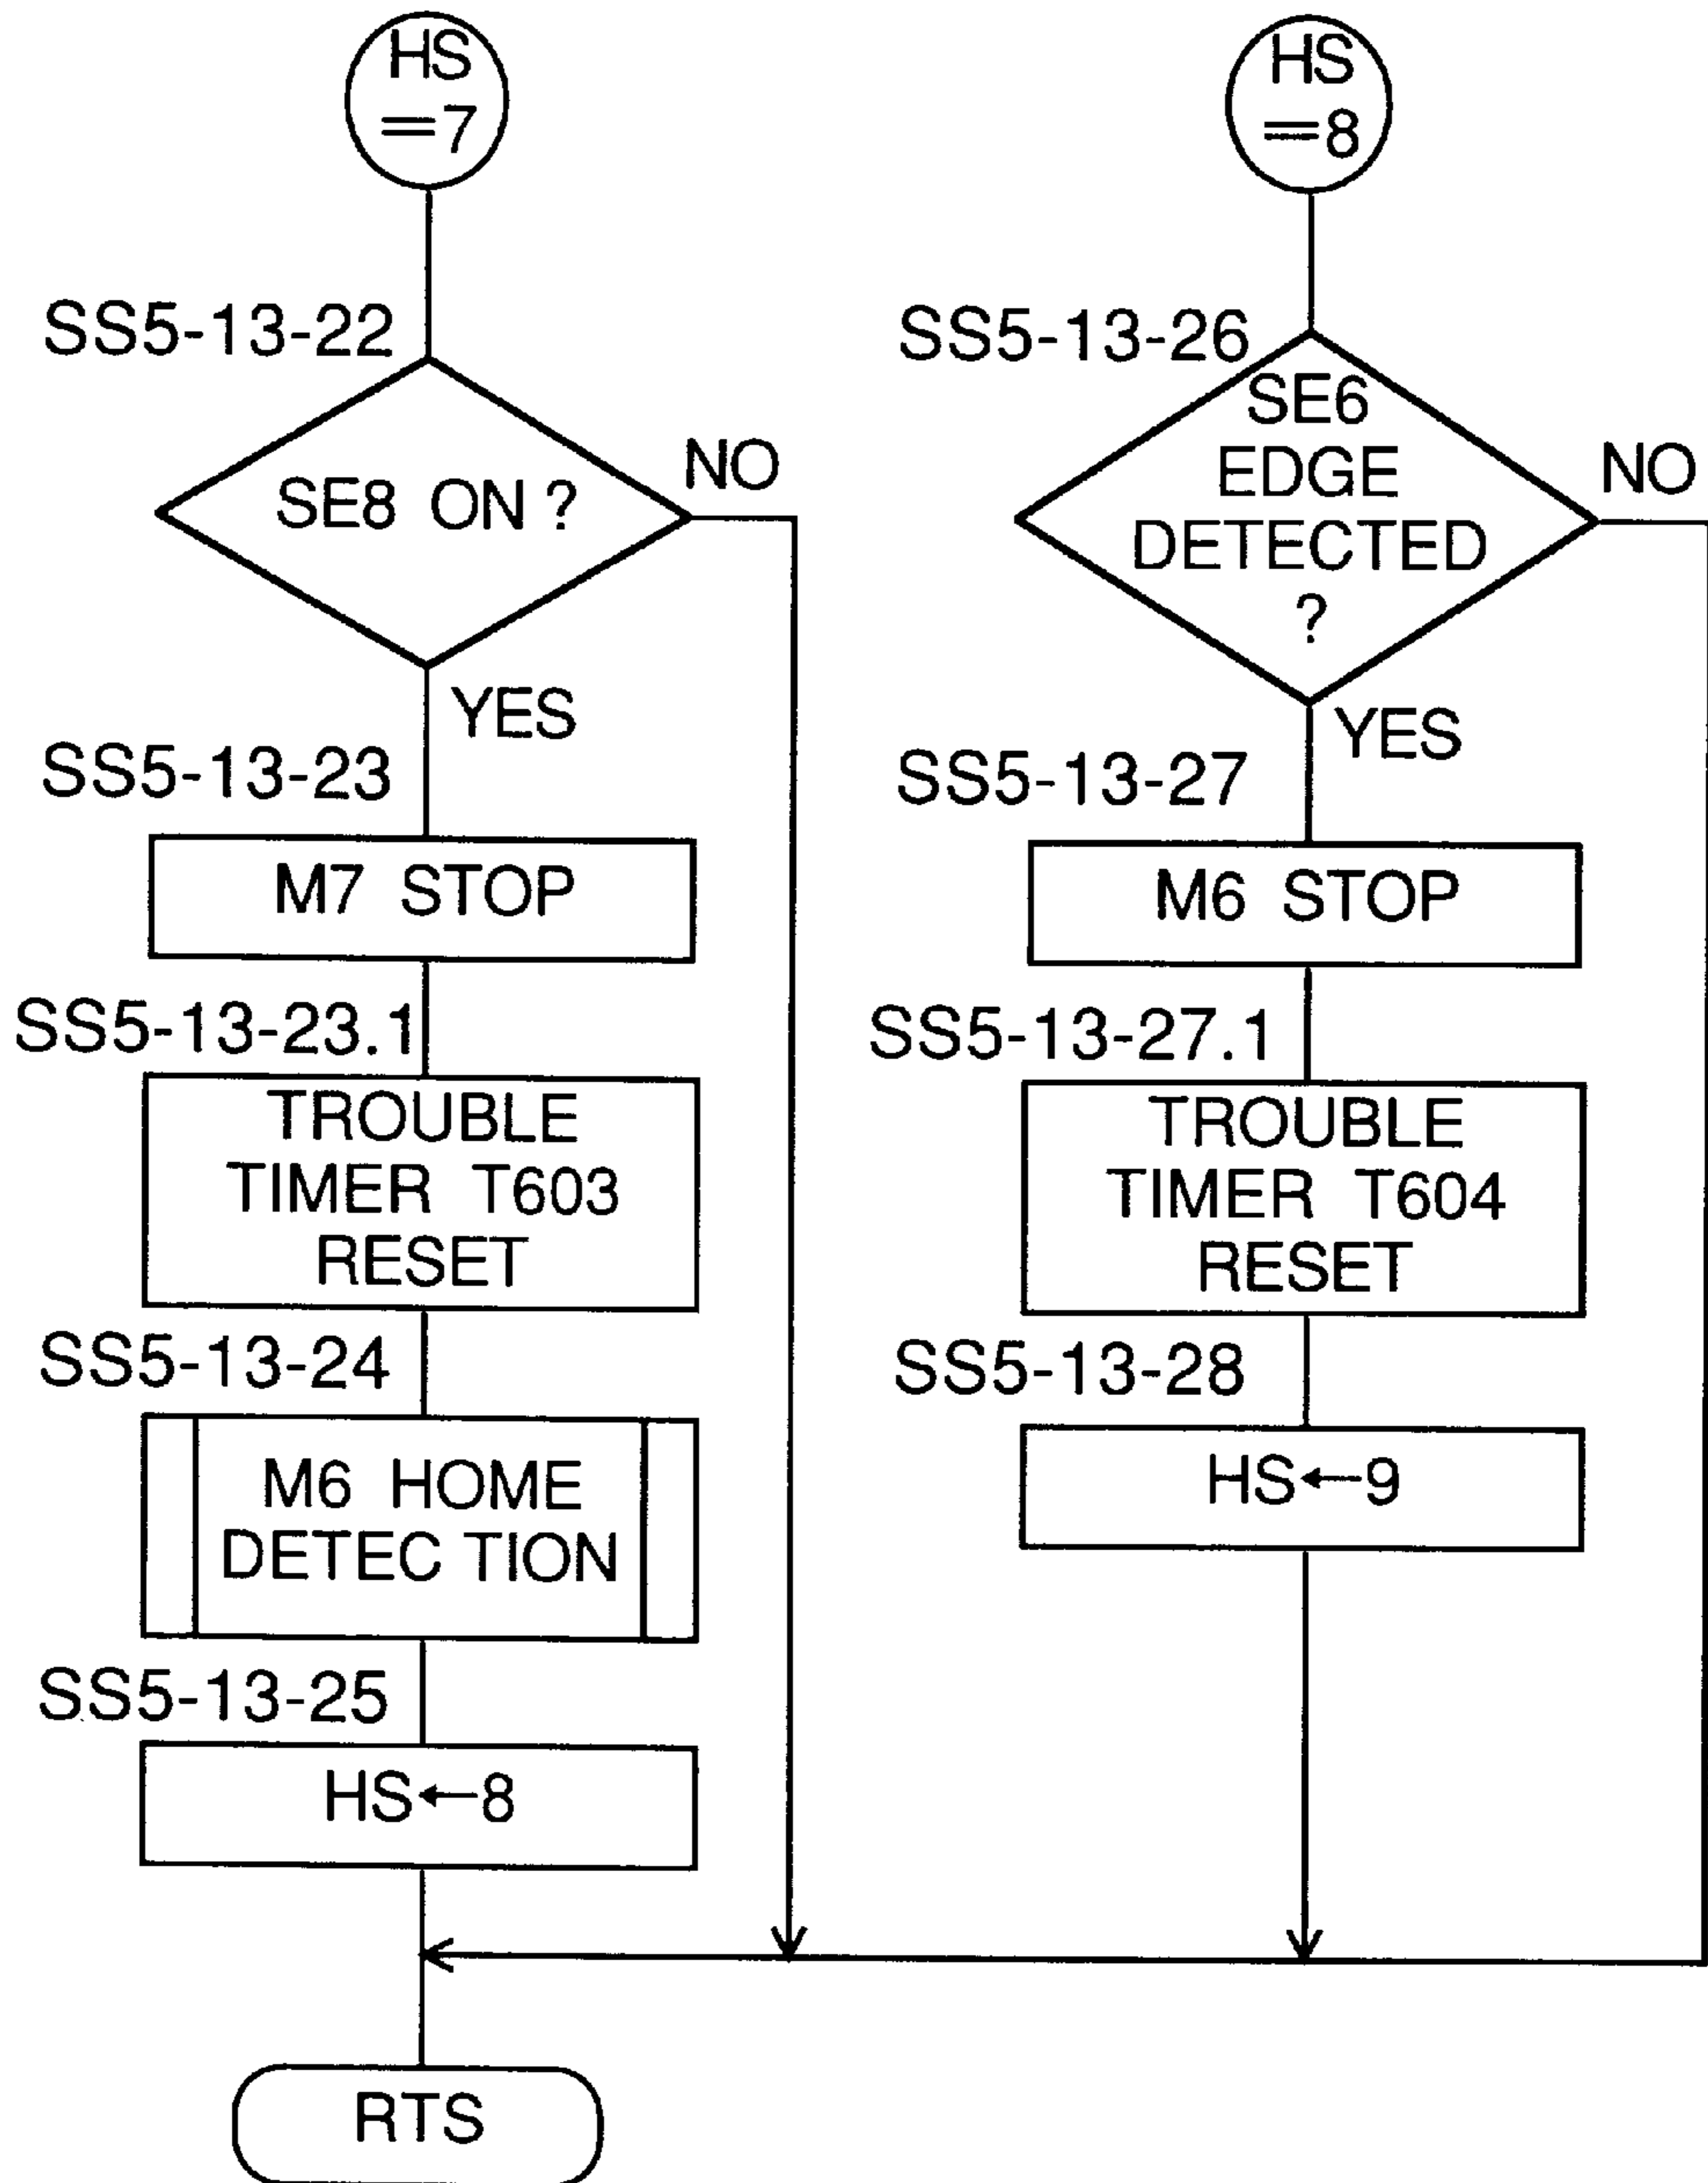 HS
=7
SS5-13-22
SE8 ON ?
NO
YES
SS5-13-23
M7 STOP
SS5-13-23.1
TROUBLE
TIMER T603
RESET
SS5-13-24
M6 HOME
DETEC TION
SS5-13-25
HS←8
RTS
HS
=8
SS5-13-26
SE6
EDGE
DETECTED
?
NO
YES
SS5-13-27
M6 STOP
SS5-13-27.1
TROUBLE
TIMER T604
RESET
SS5-13-28
HS←9